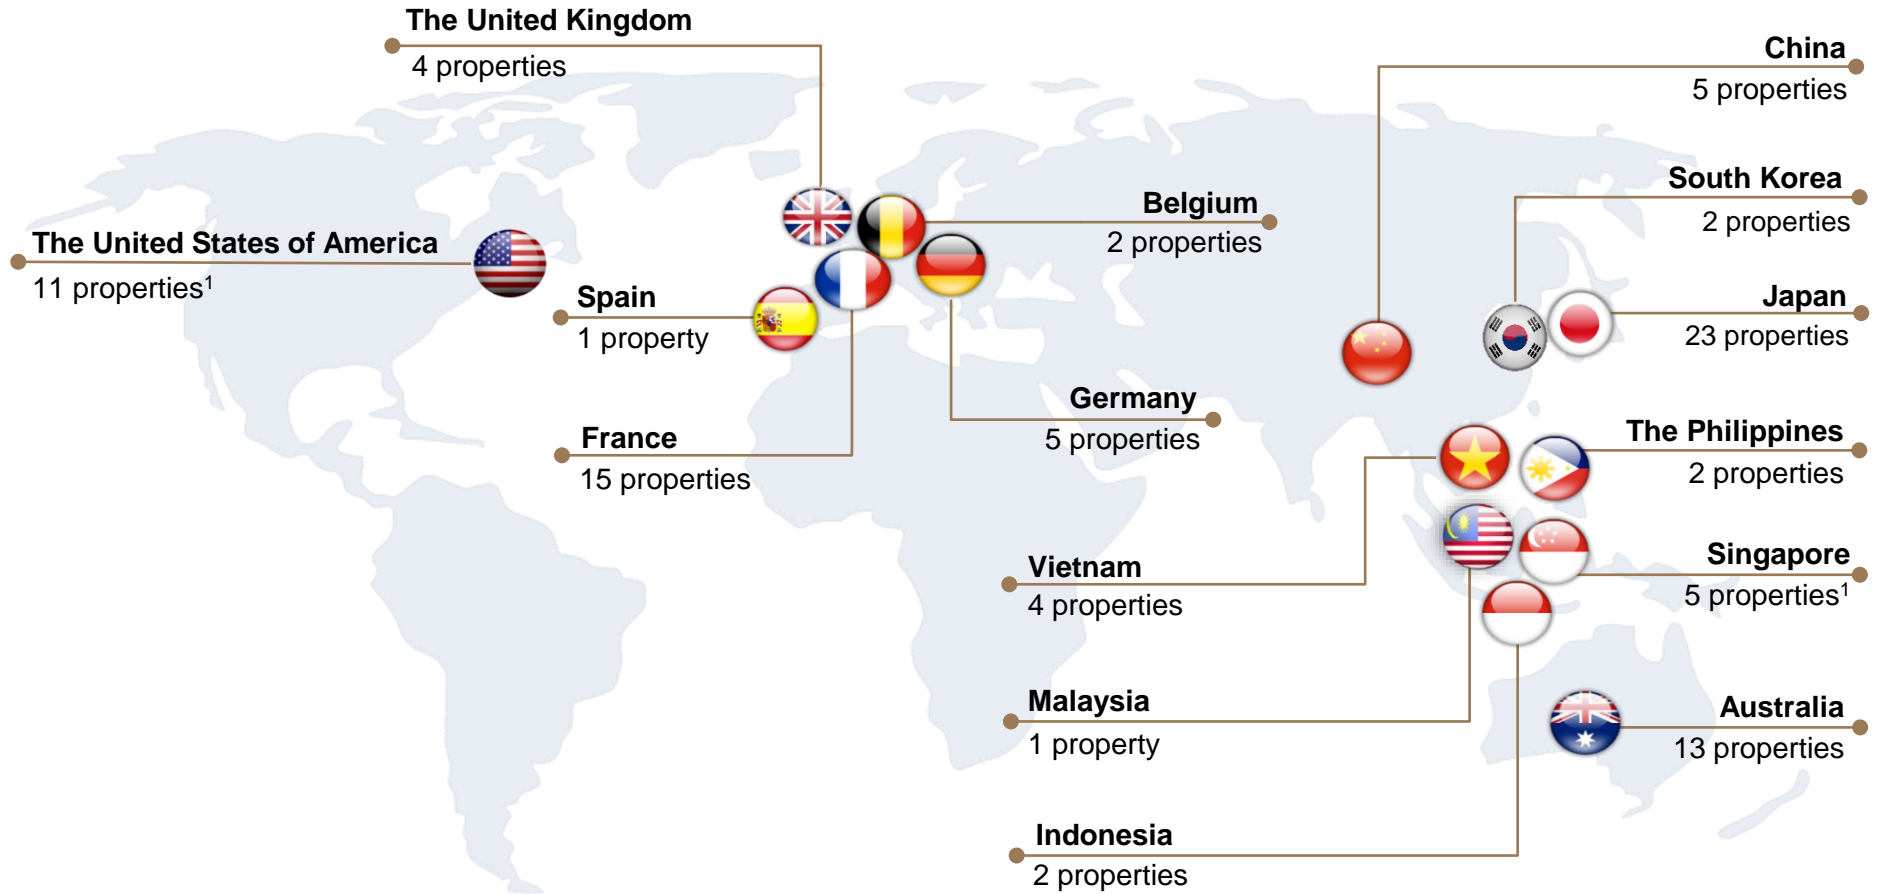 The United Kingdom
4 properties
China
5 properties
South Korea
2 properties
Belgium
2 properties
The United States of America
11 properties¹
Spain
1 property
Japan
23 properties
Germany
5 properties
France
15 properties
The Philippines
2 properties
Vietnam
4 properties
Singapore
5 properties¹
Malaysia
1 property
Australia
13 properties
Indonesia
2 properties